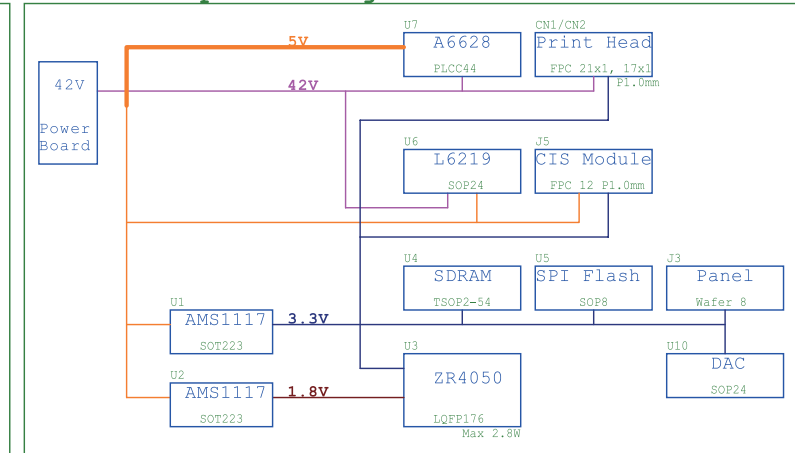 U7
CN1/CN2
5V
A6628
Print Head
PLCC44
FPC 21x1, 17x1
P1.0mm
42V
42V
Power
Board
U6
J5
L6219
CIS Module
SOP24
FPC 12 P1.0mm
U4
U5
J3
SDRAM
SPI Flash
Panel
TSOP2-54
SOP8
Wafer 8
U1
AMS1117
3.3V
SOT223
U3
U10
ZR4050
DAC
LQFP176
SOP24
Max 2.8W
U2
AMS1117
1.8V
SOT223